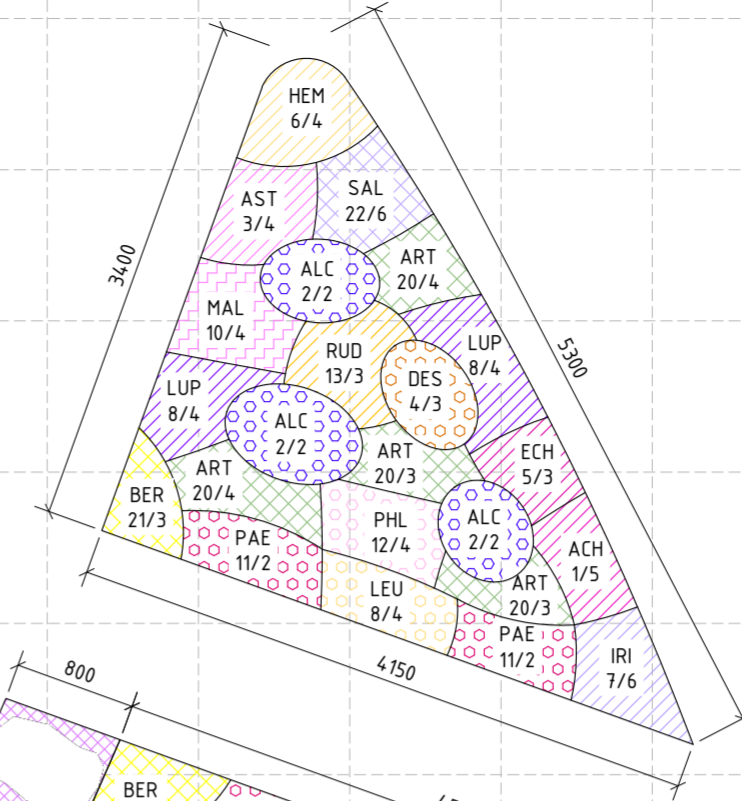 HEM
6/4
AST
3/4
SAL
22/6
ALC
2/2
ART
20/4
3400
MAL
10/4
RUD
13/3
LUP
8/4
5300
DES
4/3
LUP
8/4
ALC
2/2
ART
20/3
ECH
5/3
ART
20/4
BER
21/3
PHL
12/4
ALC
2/2
PAE
11/2
ACH
1/5
LEU
8/4
ART
20/3
PAE
11/2
IRI
7/6
4150
800
BER